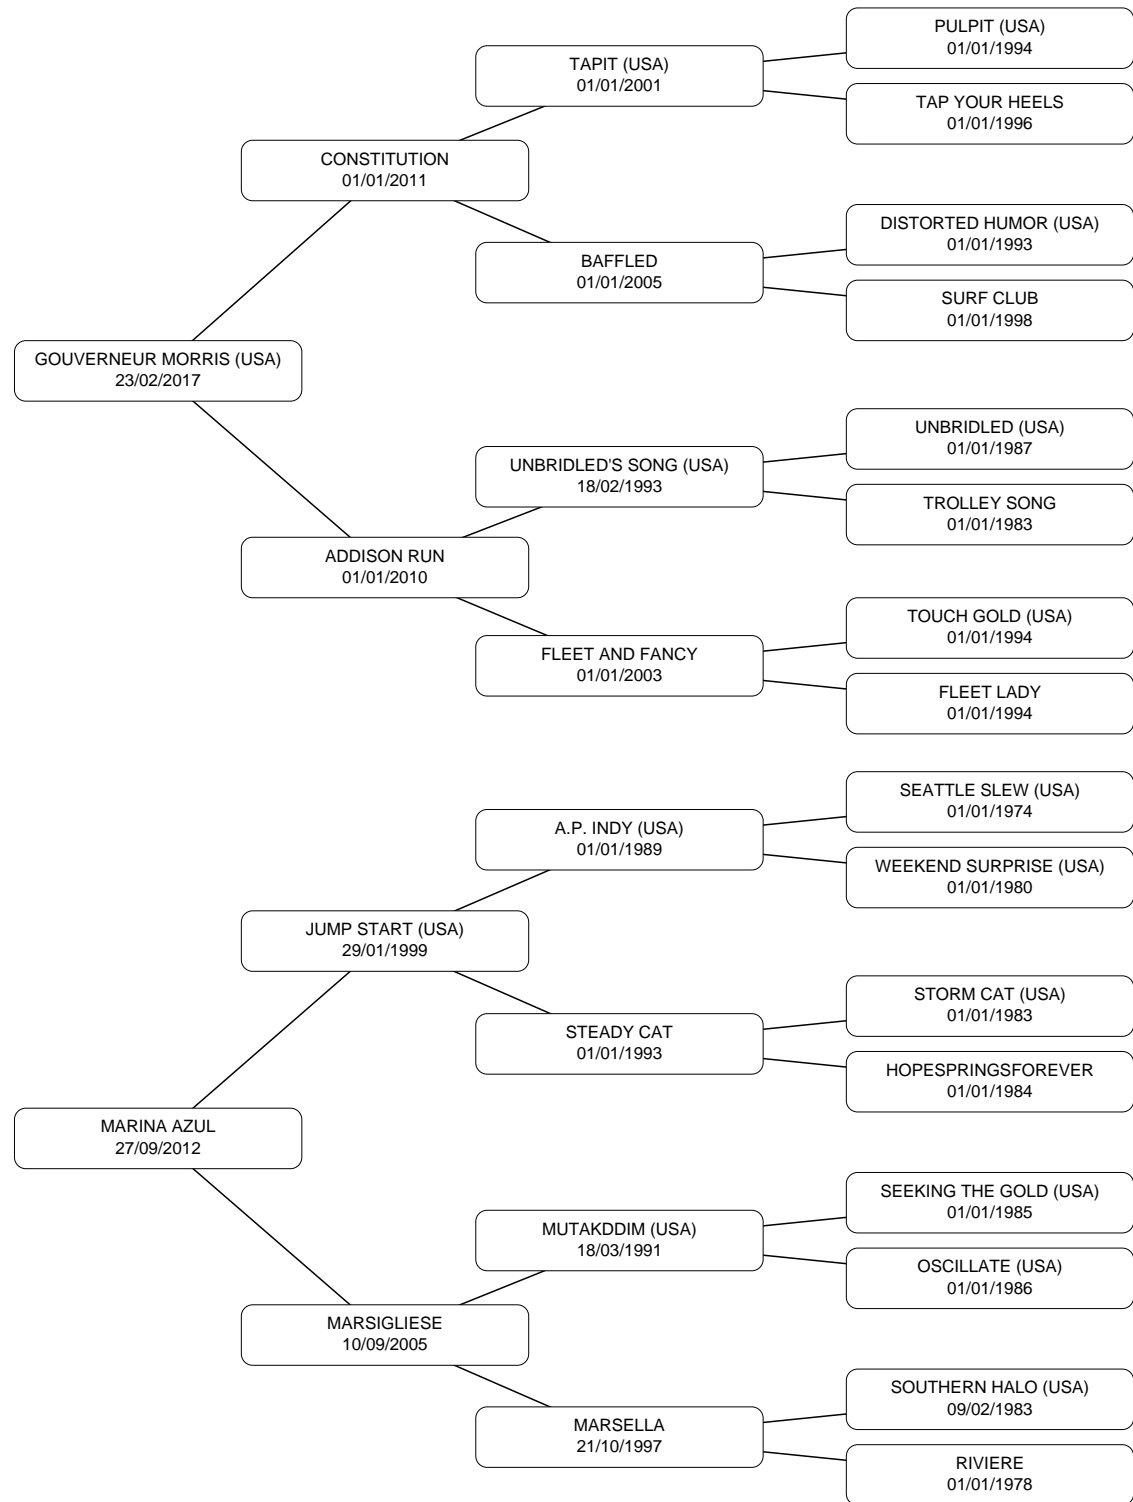 PULPIT (USA)
01/01/1994
TAPIT (USA)
01/01/2001
TAP YOUR HEELS
01/01/1996
CONSTITUTION
01/01/2011
DISTORTED HUMOR (USA)
01/01/1993
BAFFLED
01/01/2005
SURF CLUB
01/01/1998
GOUVERNEUR MORRIS (USA)
23/02/2017
UNBRIDLED (USA)
01/01/1987
UNBRIDLED'S SONG (USA)
18/02/1993
TROLLEY SONG
01/01/1983
ADDISON RUN
01/01/2010
TOUCH GOLD (USA)
01/01/1994
FLEET AND FANCY
01/01/2003
FLEET LADY
01/01/1994
SEATTLE SLEW (USA)
01/01/1974
A.P. INDY (USA)
01/01/1989
WEEKEND SURPRISE (USA)
01/01/1980
JUMP START (USA)
29/01/1999
STORM CAT (USA)
01/01/1983
STEADY CAT
01/01/1993
HOPESPRINGSFOREVER
01/01/1984
MARINA AZUL
27/09/2012
SEEKING THE GOLD (USA)
01/01/1985
MUTAKDDIM (USA)
18/03/1991
OSCILLATE (USA)
01/01/1986
MARSIGLIESE
10/09/2005
SOUTHERN HALO (USA)
09/02/1983
MARSELLA
21/10/1997
RIVIERE
01/01/1978